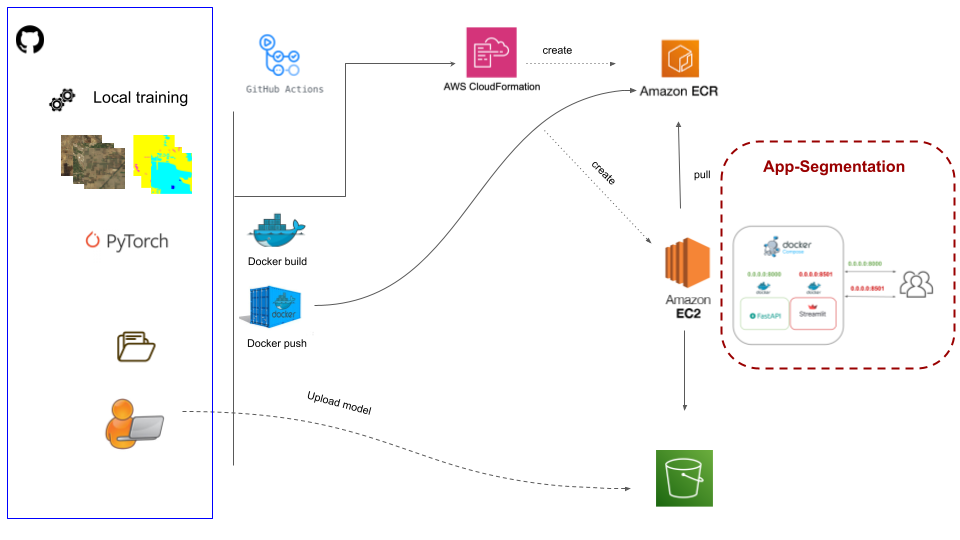 Local training
PyTorch
GitHub Actions
Docker build
docker
Docker push
Upload model
AWS CloudFormation
create
create
Amazon ECR
pull
Amazon
EC2
App-Segmentation
docker
Compose
0.0.0.0:8000
0.0.0.0:8501
docker
docker
FastAPI
Streamlit
0.0.0.0:8000
0.0.0.0:8501